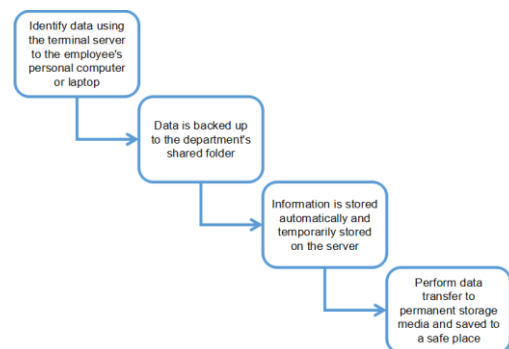 Identify data using
the terminal server
to the employee's
personal computer
or laptop
Data is backed up
to the department's
shared folder
Information is stored
automatically and
temporarily stored
on the server
Perform data
transfer to
permanent storage
media and saved to
a safe place